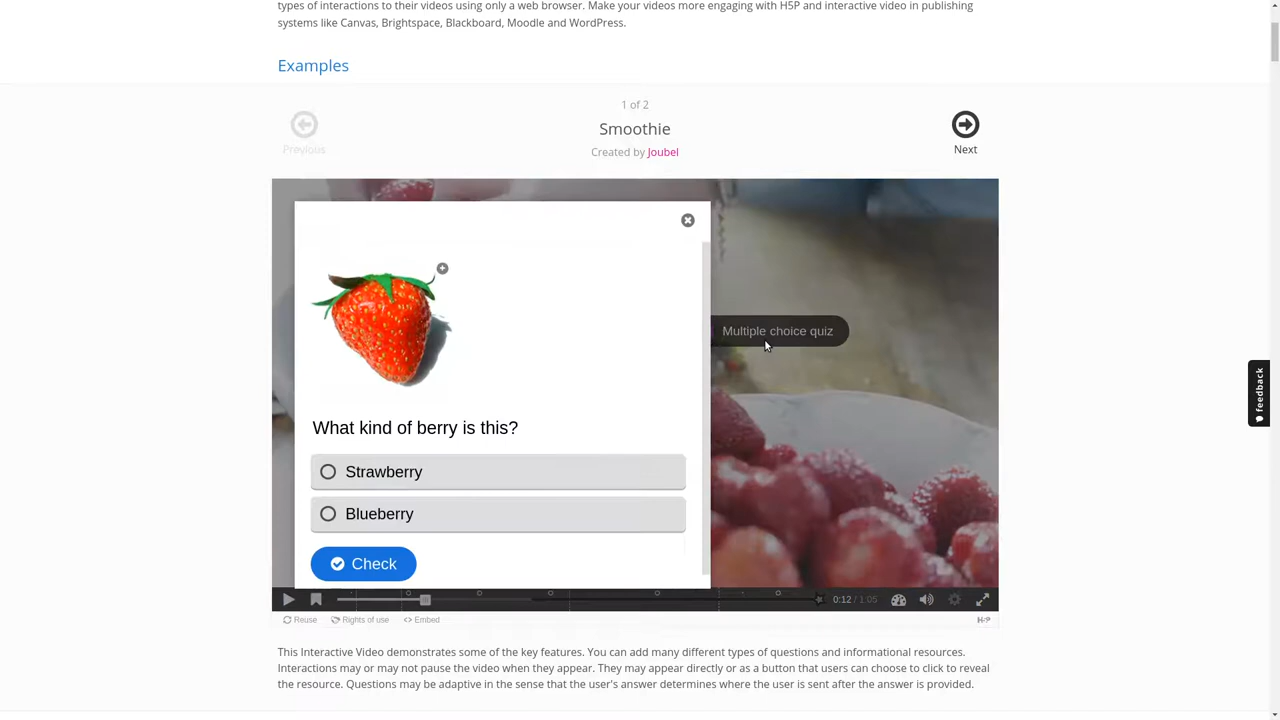 types of interactions to their videos using only a web browser. Make your videos more engaging with H5P and interactive video in publishing
systems like Canvas, Brightspace, Blackboard, Moodle and WordPress.
Examples
1 of 2
Smoothie
Previous
Next
Created by Joubel
Multiple choice quiz
What kind of berry is this?
Strawberry
Blueberry
Check
0:12 / 1:05
Reuse
Rights of use
<> Embed
H5P
feedback
This Interactive Video demonstrates some of the key features. You can add many different types of questions and informational resources.
Interactions may or may not pause the video when they appear. They may appear directly or as a button that users can choose to click to reveal
the resource. Questions may be adaptive in the sense that the user's answer determines where the user is sent after the answer is provided.